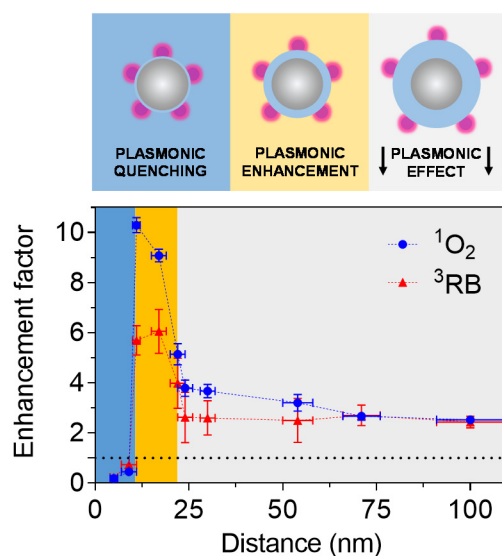 PLASMONIC QUENCHING
PLASMONIC ENHANCEMENT
PLASMONIC EFFECT
10
8
6
4
2
0
Enhancement factor
¹O₂
³RB
0 25 50 75 100
Distance (nm)